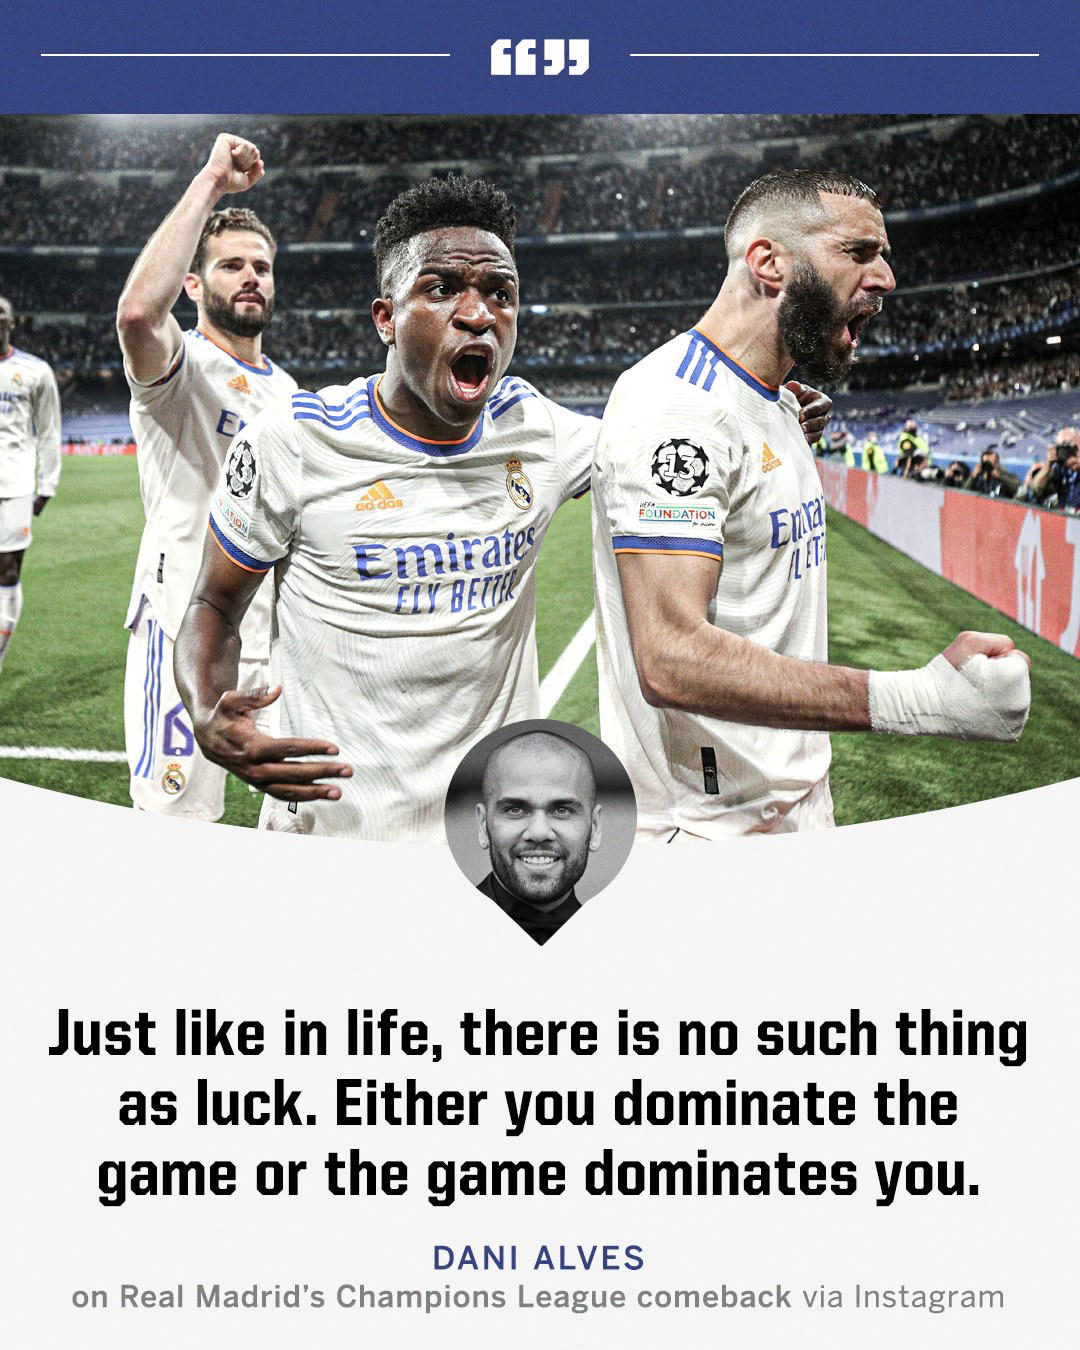 Just like in life, there is no such thing
as luck. Either you dominate the
game or the game dominates you.
DANI ALVES
on Real Madrid's Champions League comeback via Instagram
adidas
Emirates
FLY BETTER
13
UEFA
FOUNDATION
for children
adidas